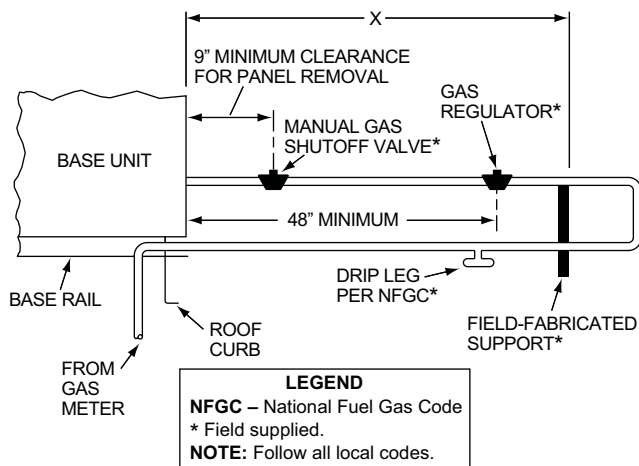 X
9" MINIMUM CLEARANCE
FOR PANEL REMOVAL
GAS
REGULATOR*
MANUAL GAS
SHUTOFF VALVE*
BASE UNIT
48" MINIMUM
BASE RAIL
DRIP LEG
PER NFGC*
FIELD-FABRICATED
SUPPORT*
ROOF
CURB
FROM
GAS
METER
LEGEND
NFGC – National Fuel Gas Code
* Field supplied.
NOTE: Follow all local codes.